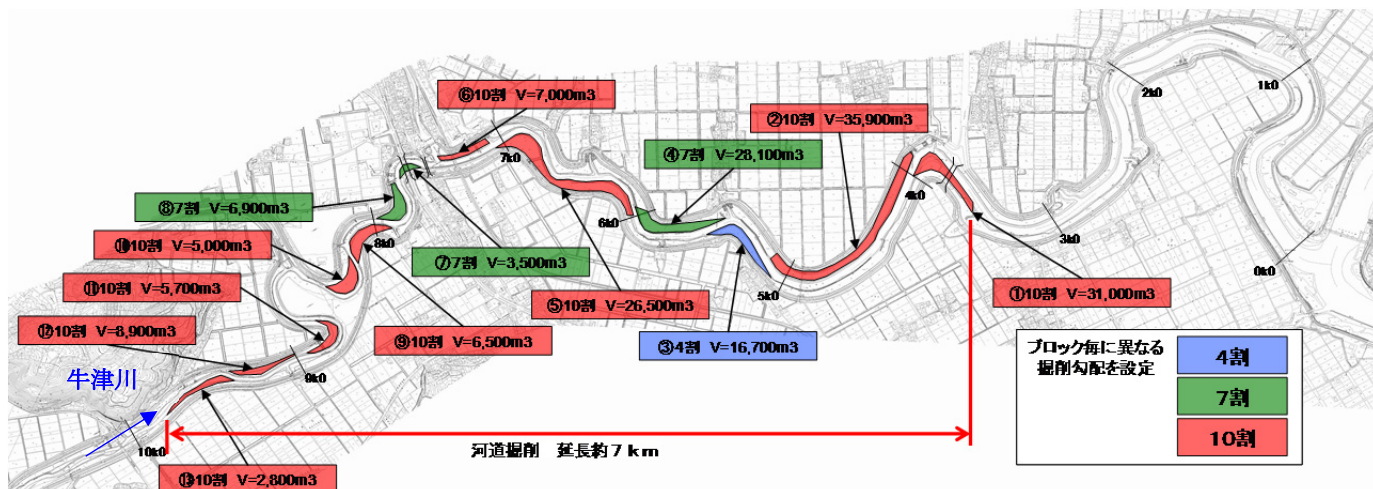 ⑥10割 V=7,000m3
②10割 V=35,900m3
④7割 V=28,100m3
⑧7割 V=6,900m3
⑩10割 V=5,000m3
⑦7割 V=3,500m3
⑪10割 V=5,700m3
⑤10割 V=26,500m3
①10割 V=31,000m3
⑫10割 V=8,900m3
⑨10割 V=6,500m3
③4割 V=16,700m3
⑬10割 V=2,800m3
0k0
1k0
2k0
3k0
4k0
5k0
6k0
7k0
8k0
9k0
10k0
牛津川
河道掘削 延長約7km
ブロック毎に異なる
掘削勾配を設定
4割
7割
10割